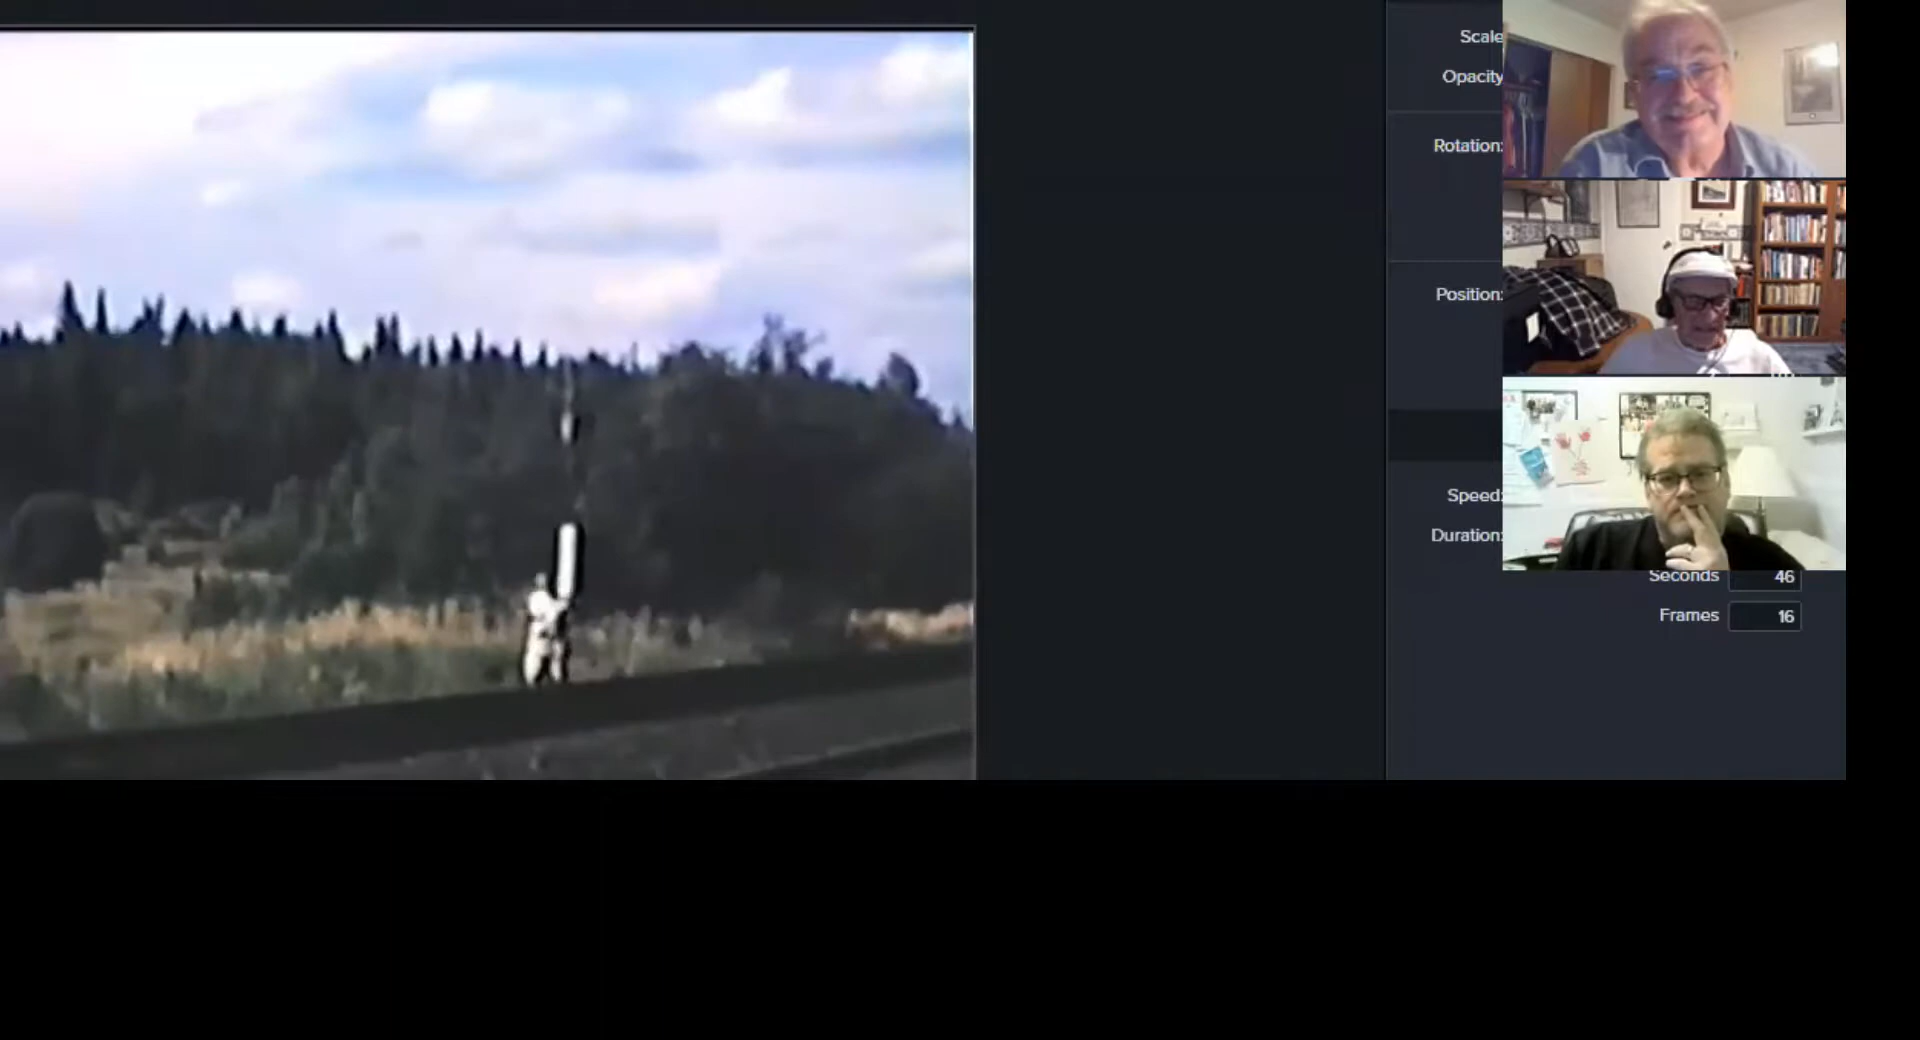 Scale
Opacity
Rotation:
Position:
Speed:
Duration:
Seconds 46
Frames 16